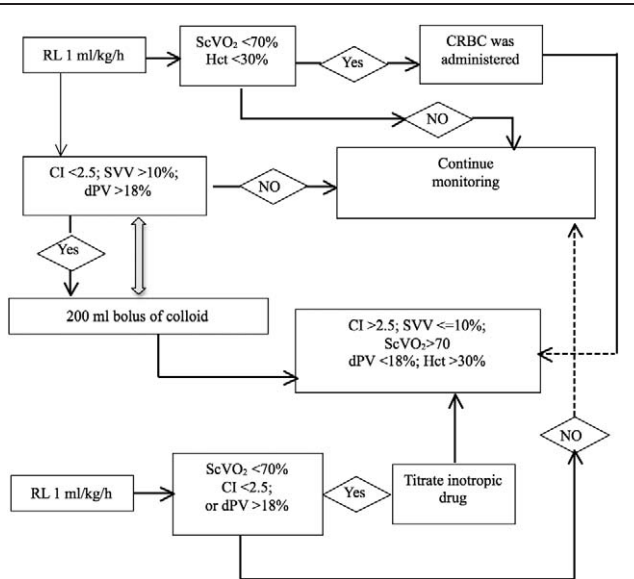 RL 1 ml/kg/h
ScVO₂ <70%
Hct <30%
Yes
CRBC was
administered
NO
CI <2.5; SVV >10%;
dPV >18%
NO
Continue
monitoring
Yes
200 ml bolus of colloid
CI >2.5; SVV <=10%;
ScVO₂>70
dPV <18%; Hct >30%
NO
RL 1 ml/kg/h
ScVO₂ <70%
CI <2.5;
or dPV >18%
Yes
Titrate inotropic
drug